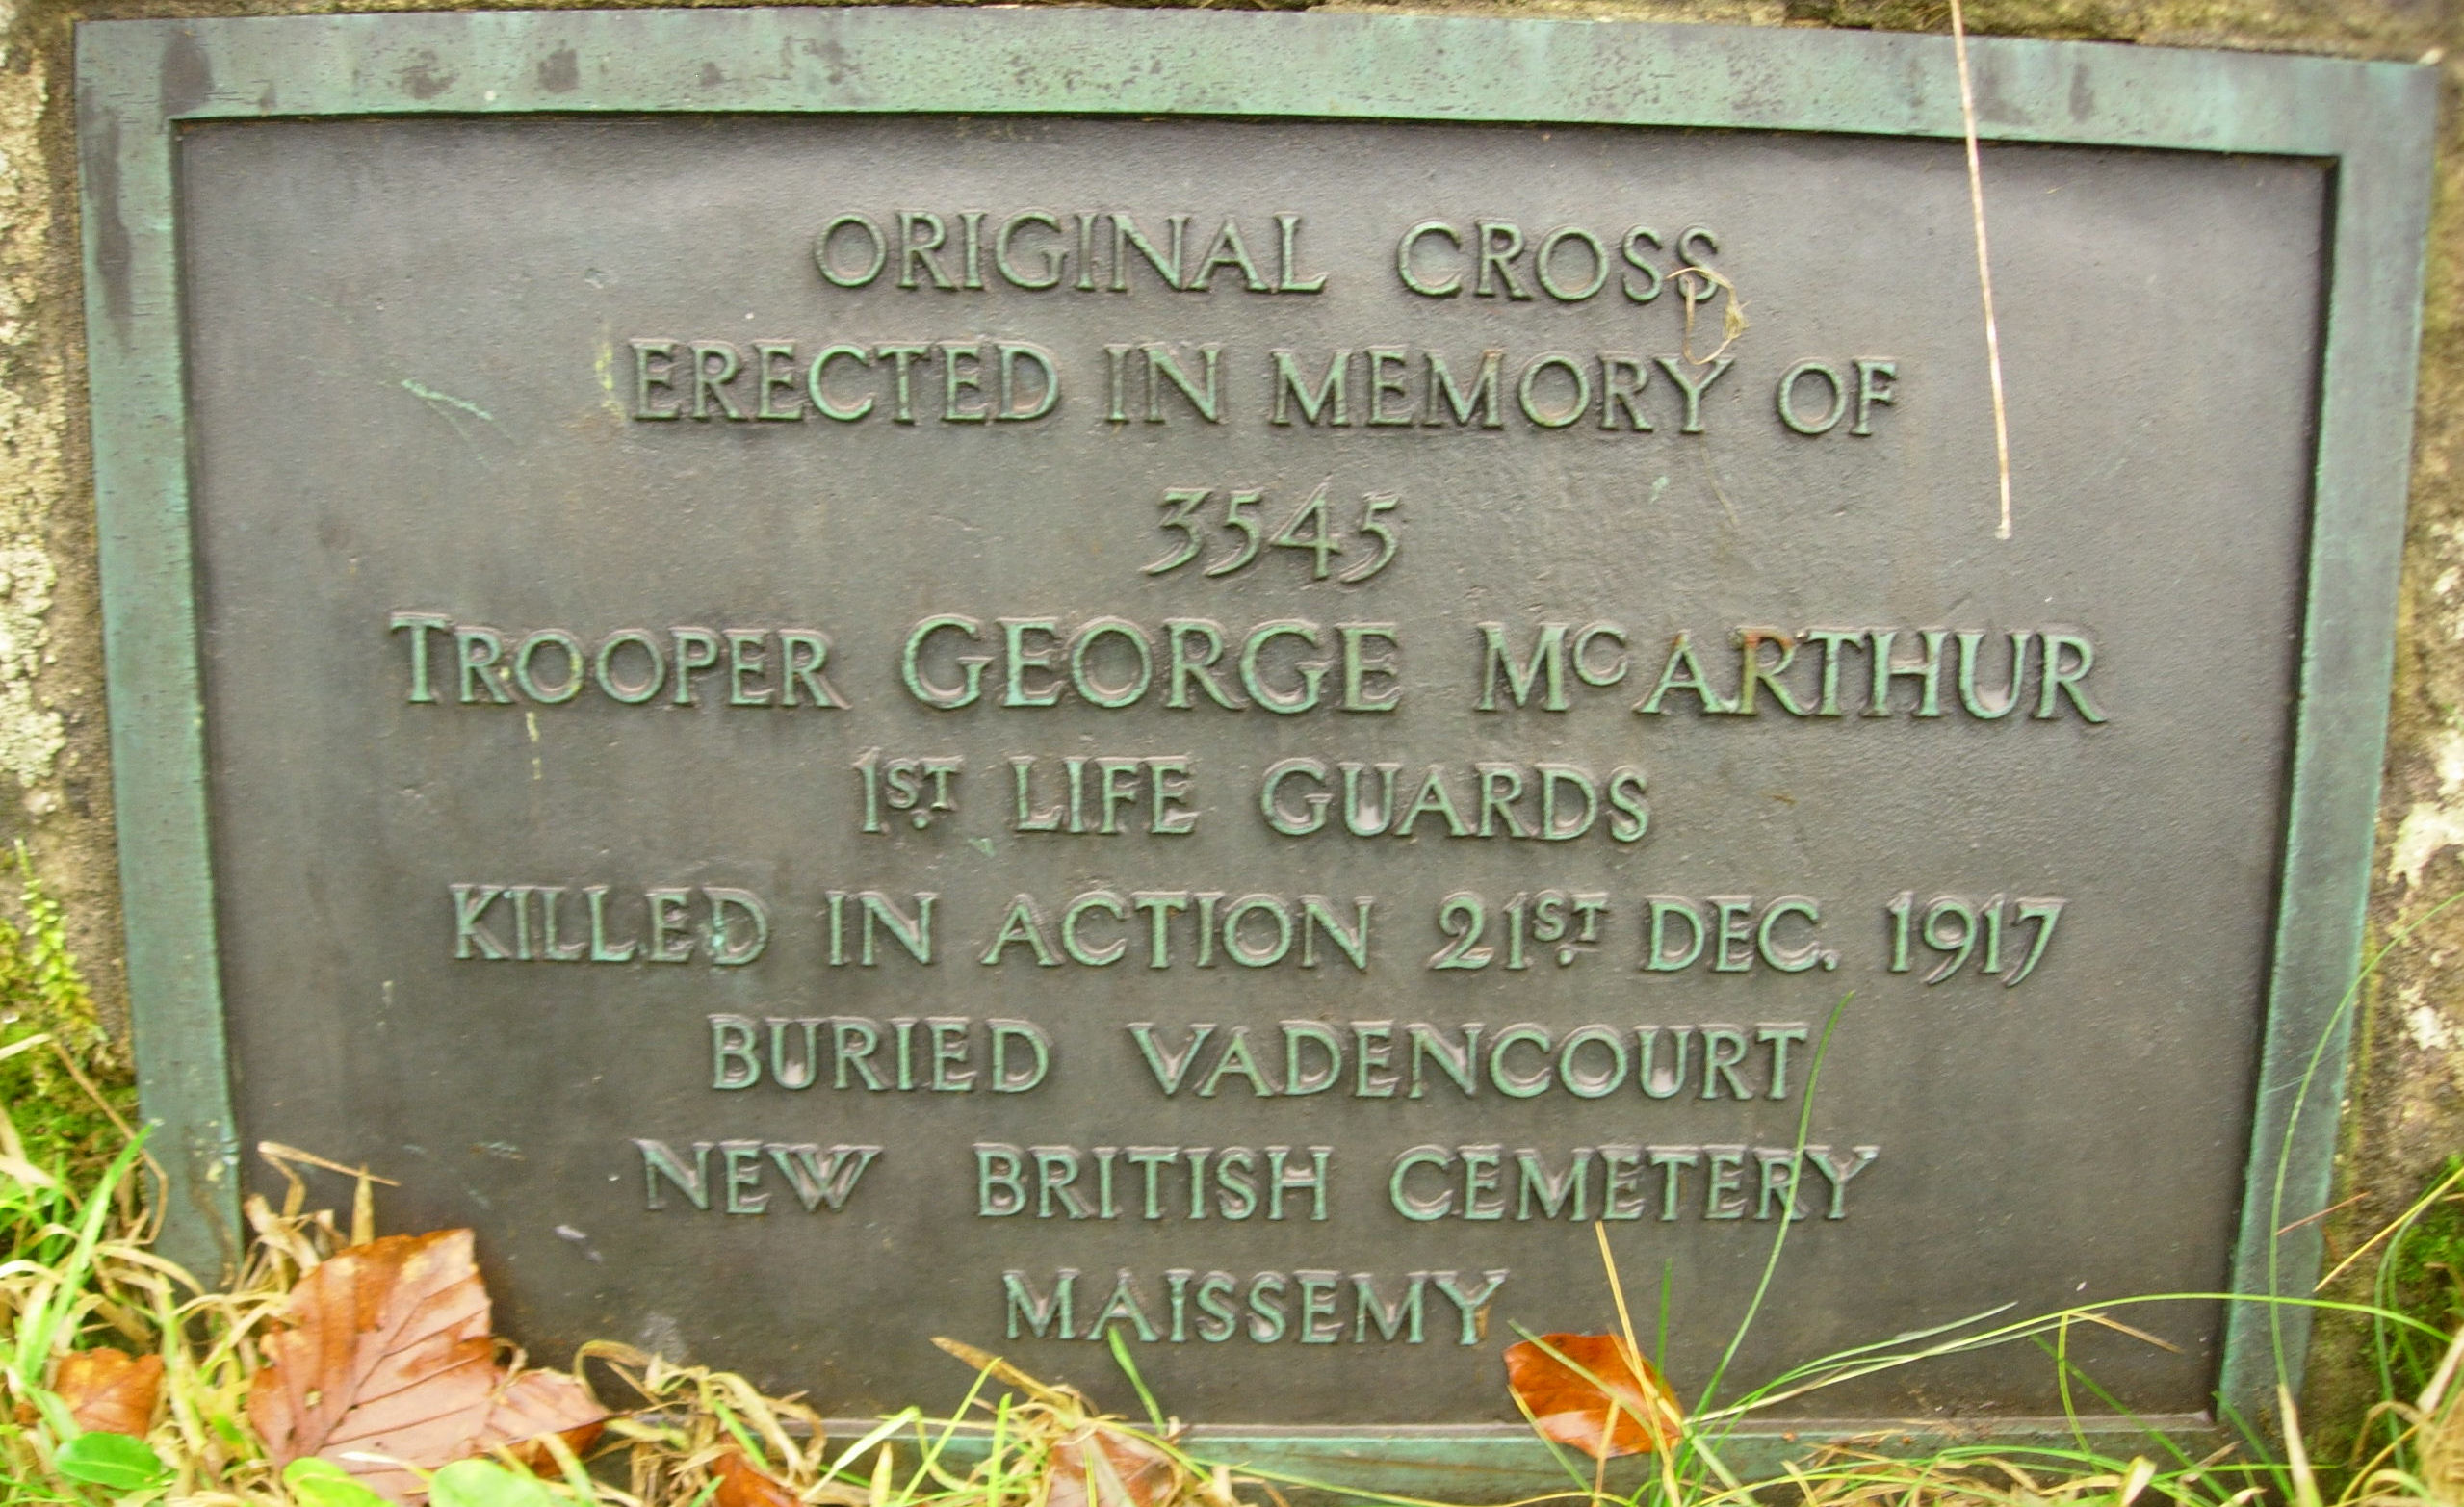 ORIGINAL CROSS
ERECTED IN MEMORY OF
3545
TROOPER GEORGE McARTHUR
1ST LIFE GUARDS
KILLED IN ACTION 21ST DEC. 1917
BURIED VADENCOURT
NEW BRITISH CEMETERY
MAISSEMY